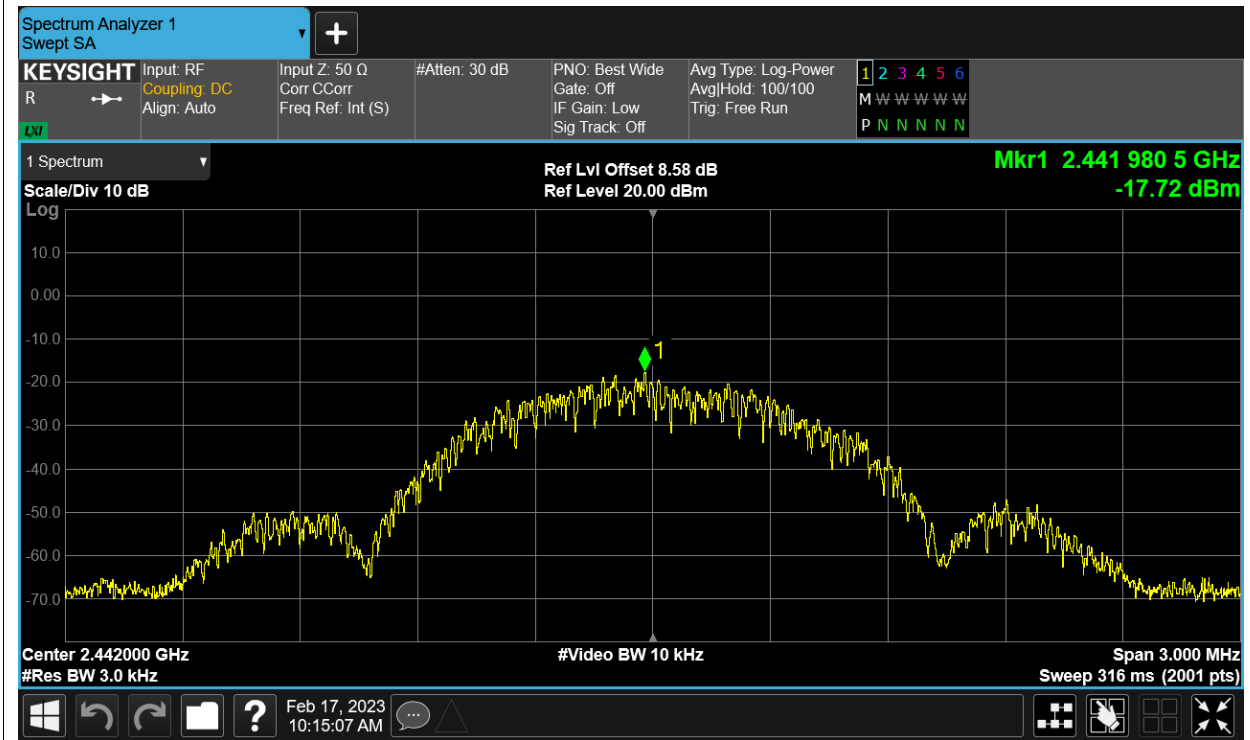 Spectrum Analyzer 1
Swept SA
+
KEYSIGHT
R
LXI
Input: RF
Coupling: DC
Align: Auto
Input Z: 50 Ω
Corr CCorr
Freq Ref: Int (S)
#Atten: 30 dB
PNO: Best Wide
Gate: Off
IF Gain: Low
Sig Track: Off
Avg Type: Log-Power
Avg|Hold: 100/100
Trig: Free Run
1 2 3 4 5 6
M W W W W W
P N N N N N
1 Spectrum
Scale/Div 10 dB
Log
Ref Lvl Offset 8.58 dB
Ref Level 20.00 dBm
Mkr1 2.441 980 5 GHz
-17.72 dBm
10.0
0.00
-10.0
1
-20.0
-30.0
-40.0
-50.0
-60.0
-70.0
Center 2.442000 GHz
#Res BW 3.0 kHz
#Video BW 10 kHz
Span 3.000 MHz
Sweep 316 ms (2001 pts)
?
Feb 17, 2023
10:15:07 AM